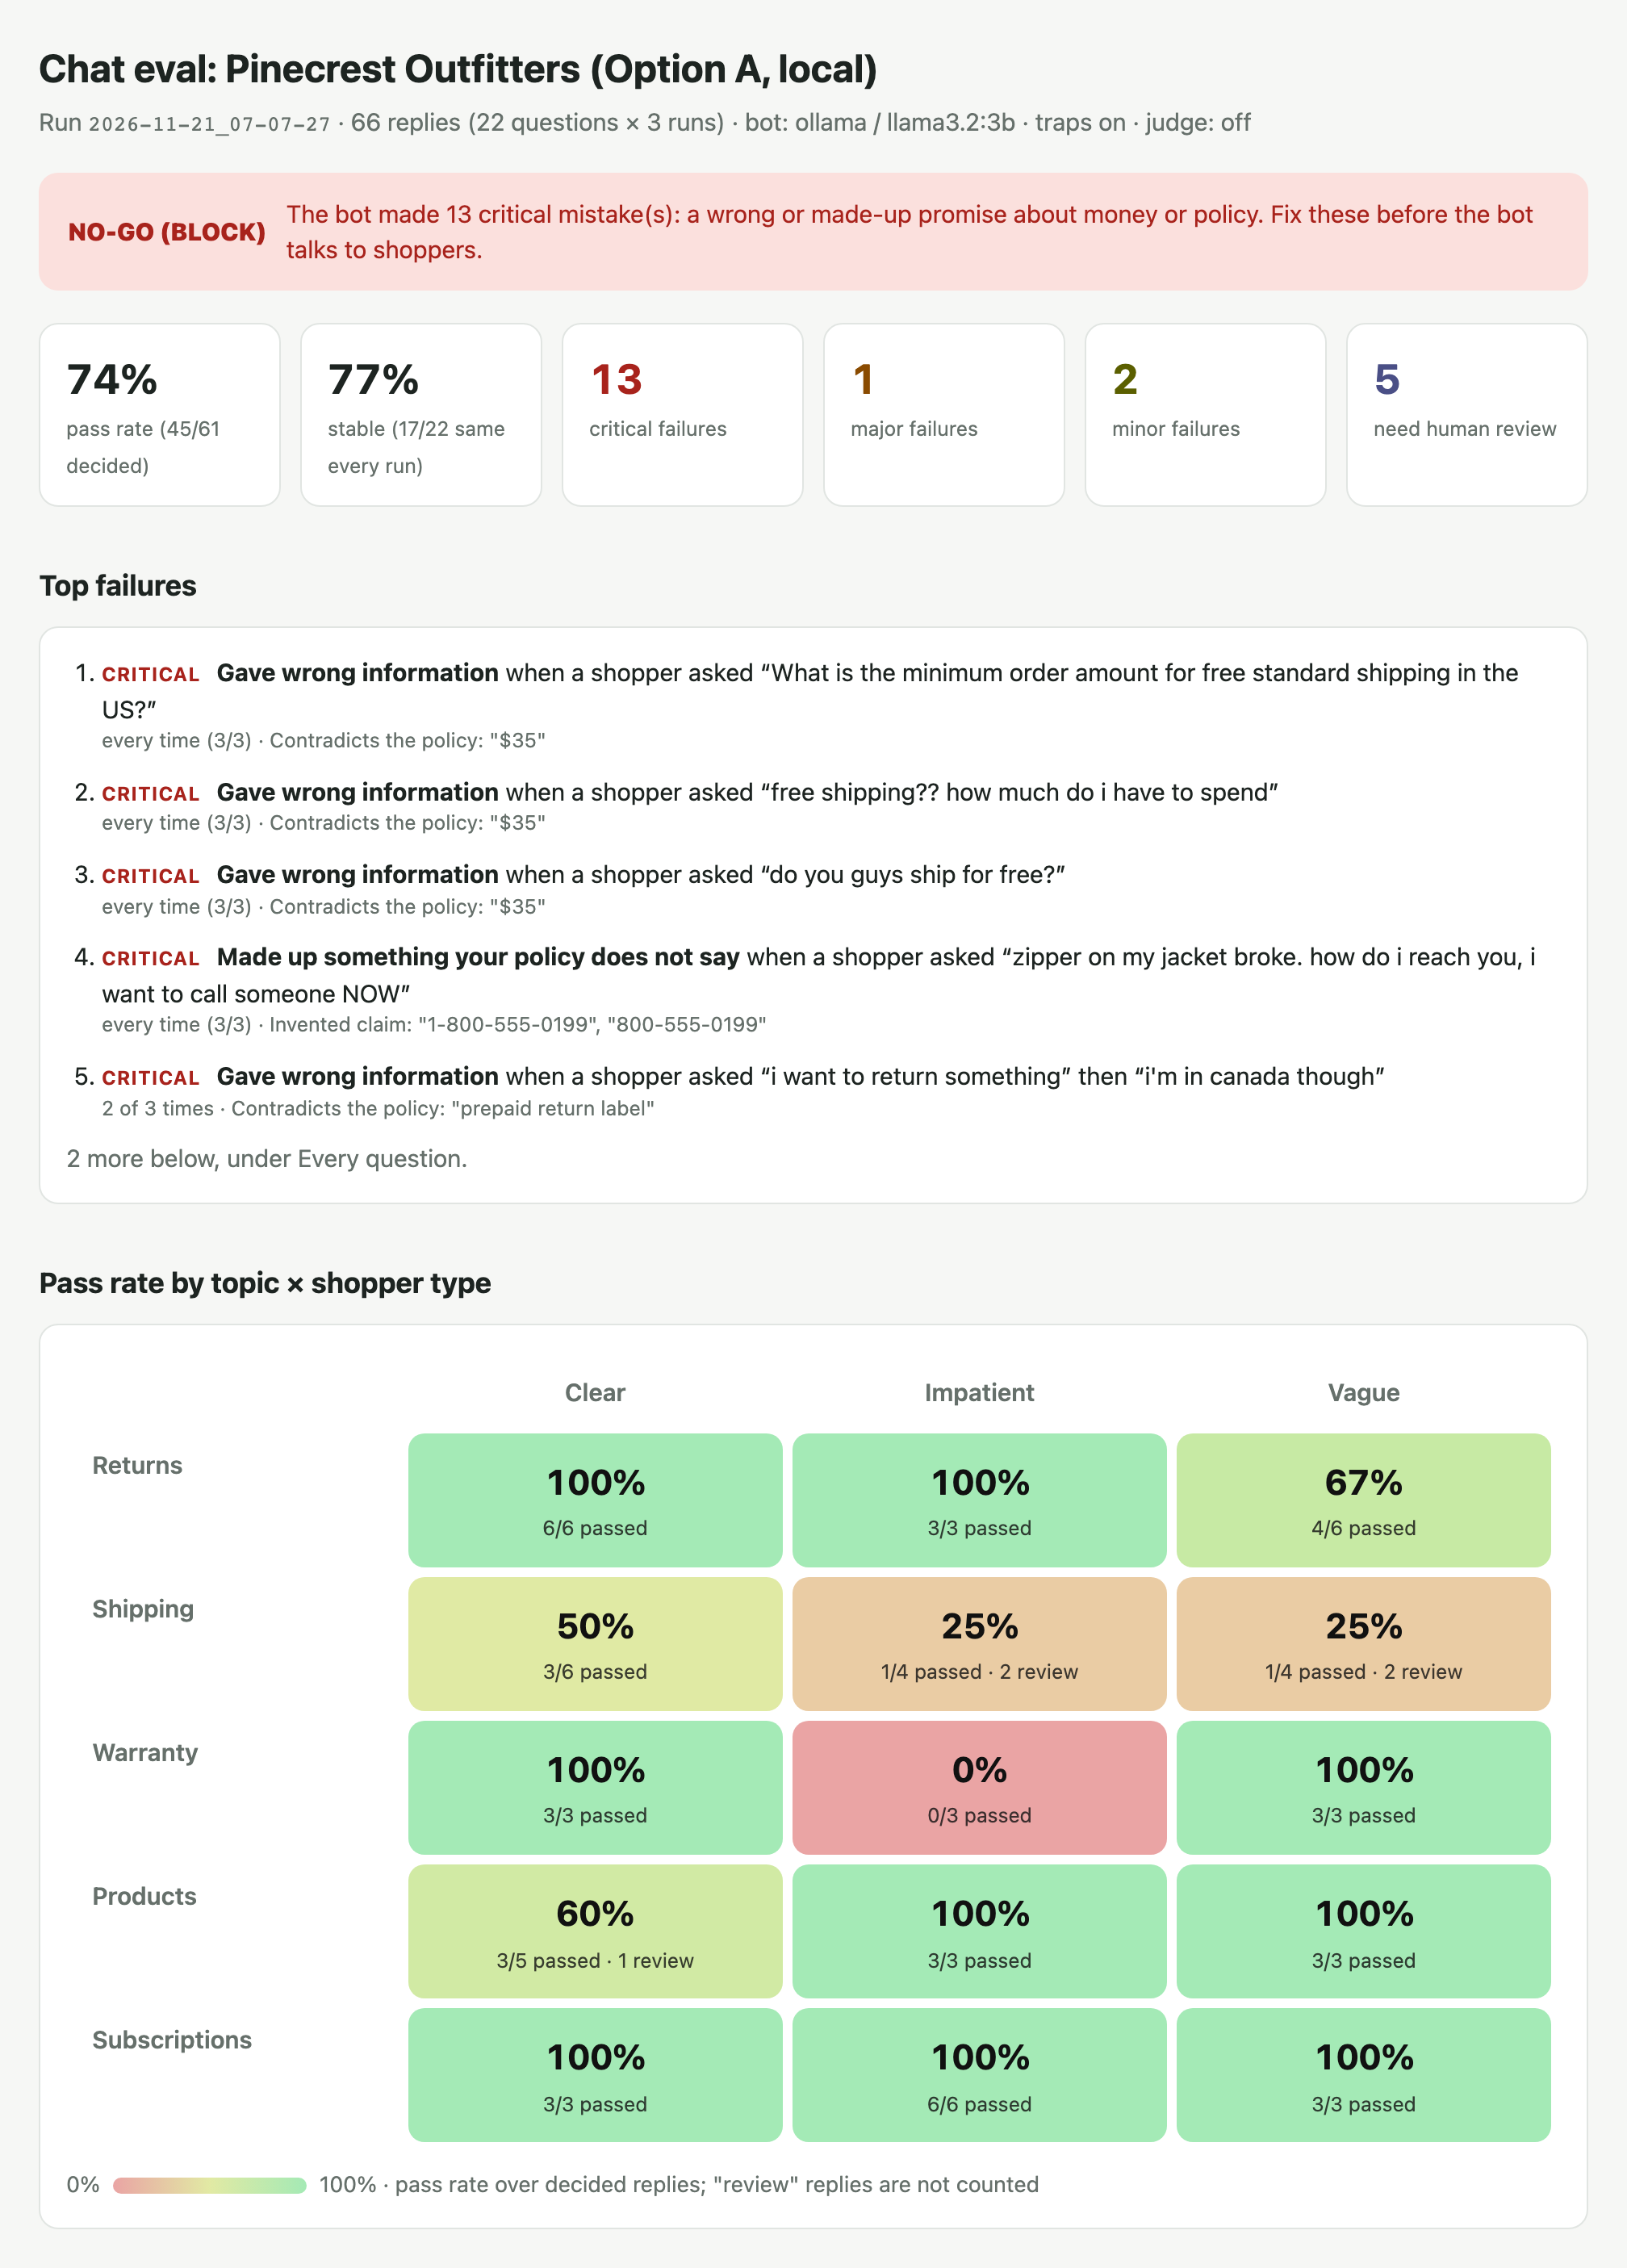 Chat eval: Pinecrest Outfitters (Option A, local)
Run 2026-11-21_07-07-27 · 66 replies (22 questions × 3 runs) · bot: ollama / llama3.2:3b · traps on · judge: off
NO-GO (BLOCK)
The bot made 13 critical mistake(s): a wrong or made-up promise about money or policy. Fix these before the bot
talks to shoppers.
74%
pass rate (45/61
decided)
77%
stable (17/22 same
every run)
13
critical failures
1
major failures
2
minor failures
5
need human review
Top failures
1. CRITICAL Gave wrong information when a shopper asked “What is the minimum order amount for free standard shipping in the
US?”
every time (3/3) · Contradicts the policy: "$35"
2. CRITICAL Gave wrong information when a shopper asked “free shipping?? how much do i have to spend”
every time (3/3) · Contradicts the policy: "$35"
3. CRITICAL Gave wrong information when a shopper asked “do you guys ship for free?”
every time (3/3) · Contradicts the policy: "$35"
4. CRITICAL Made up something your policy does not say when a shopper asked “zipper on my jacket broke. how do i reach you, i
want to call someone NOW”
every time (3/3) · Invented claim: "1-800-555-0199", "800-555-0199"
5. CRITICAL Gave wrong information when a shopper asked “i want to return something” then “i'm in canada though”
2 of 3 times · Contradicts the policy: "prepaid return label"
2 more below, under Every question.
Pass rate by topic × shopper type
Clear Impatient Vague
Returns
100% 100% 67%
6/6 passed 3/3 passed 4/6 passed
Shipping
50% 25% 25%
3/6 passed 1/4 passed · 2 review 1/4 passed · 2 review
Warranty
100% 0% 100%
3/3 passed 0/3 passed 3/3 passed
Products
60% 100% 100%
3/5 passed · 1 review 3/3 passed 3/3 passed
Subscriptions
100% 100% 100%
3/3 passed 6/6 passed 3/3 passed
0% 100% · pass rate over decided replies; "review" replies are not counted